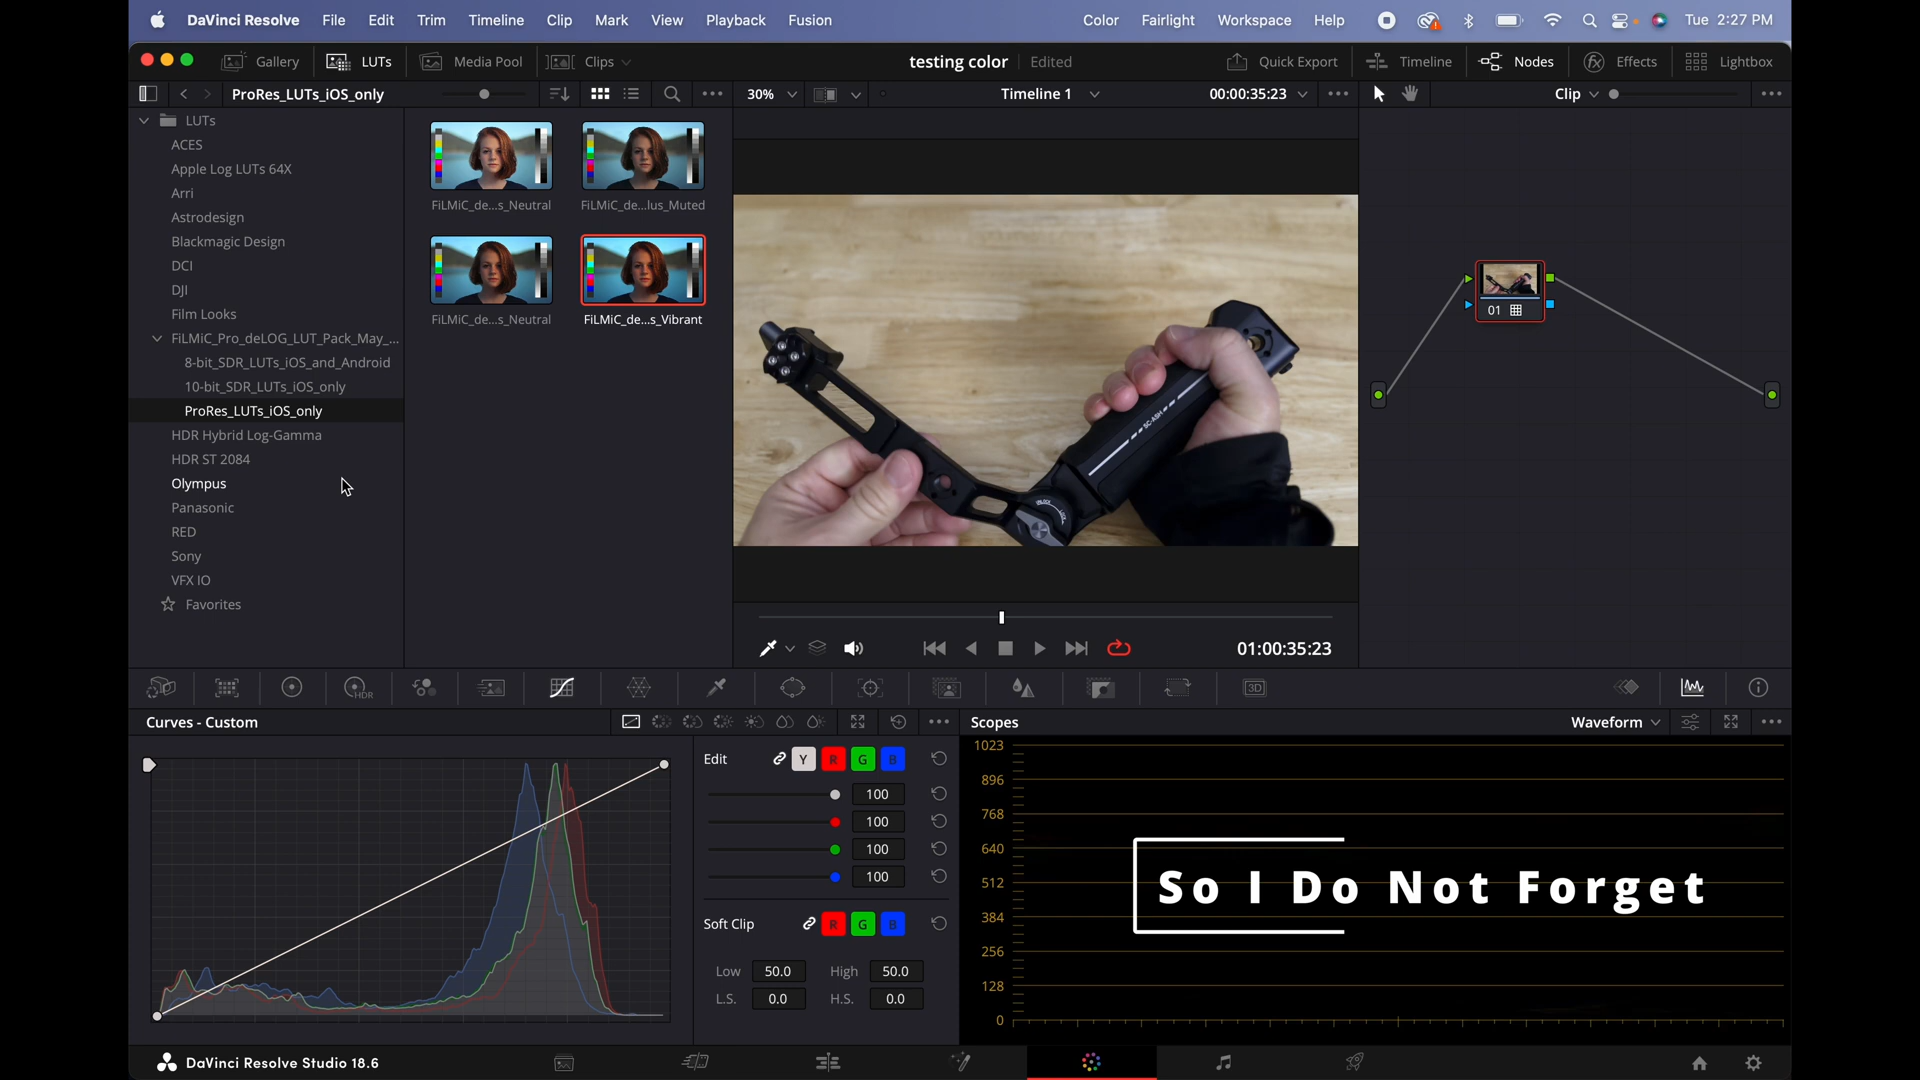 DaVinci Resolve File Edit Trim Timeline Clip Mark View Playback Fusion Color Fairlight Workspace Help Tue 2:27 PM
Gallery LUTs Media Pool Clips testing color Edited Quick Export Timeline Nodes Effects Lightbox
ProRes_LUTs_iOS_only 30% Timeline 1 00:00:35:23 Clip
LUTs
ACES
Apple Log LUTs 64X
Arri
Astrodesign
Blackmagic Design
DCI
DJI
Film Looks
FiLMiC_Pro_deLOG_LUT_Pack_May_...
8-bit_SDR_LUTs_iOS_and_Android
10-bit_SDR_LUTs_iOS_only
ProRes_LUTs_iOS_only
HDR Hybrid Log-Gamma
HDR ST 2084
Olympus
Panasonic
RED
Sony
VFX IO
Favorites
FiLMiC_de...s_Neutral FiLMiC_de...lus_Muted
FiLMiC_de...s_Neutral FiLMiC_de...s_Vibrant
SC-ASH
01
01:00:35:23
HDR
3D
Curves - Custom
Edit Y R G B
100
100
100
100
Soft Clip R G B
Low 50.0 High 50.0
L.S. 0.0 H.S. 0.0
Scopes Waveform
1023
896
768
640
512
384
256
128
0
So I Do Not Forget
DaVinci Resolve Studio 18.6